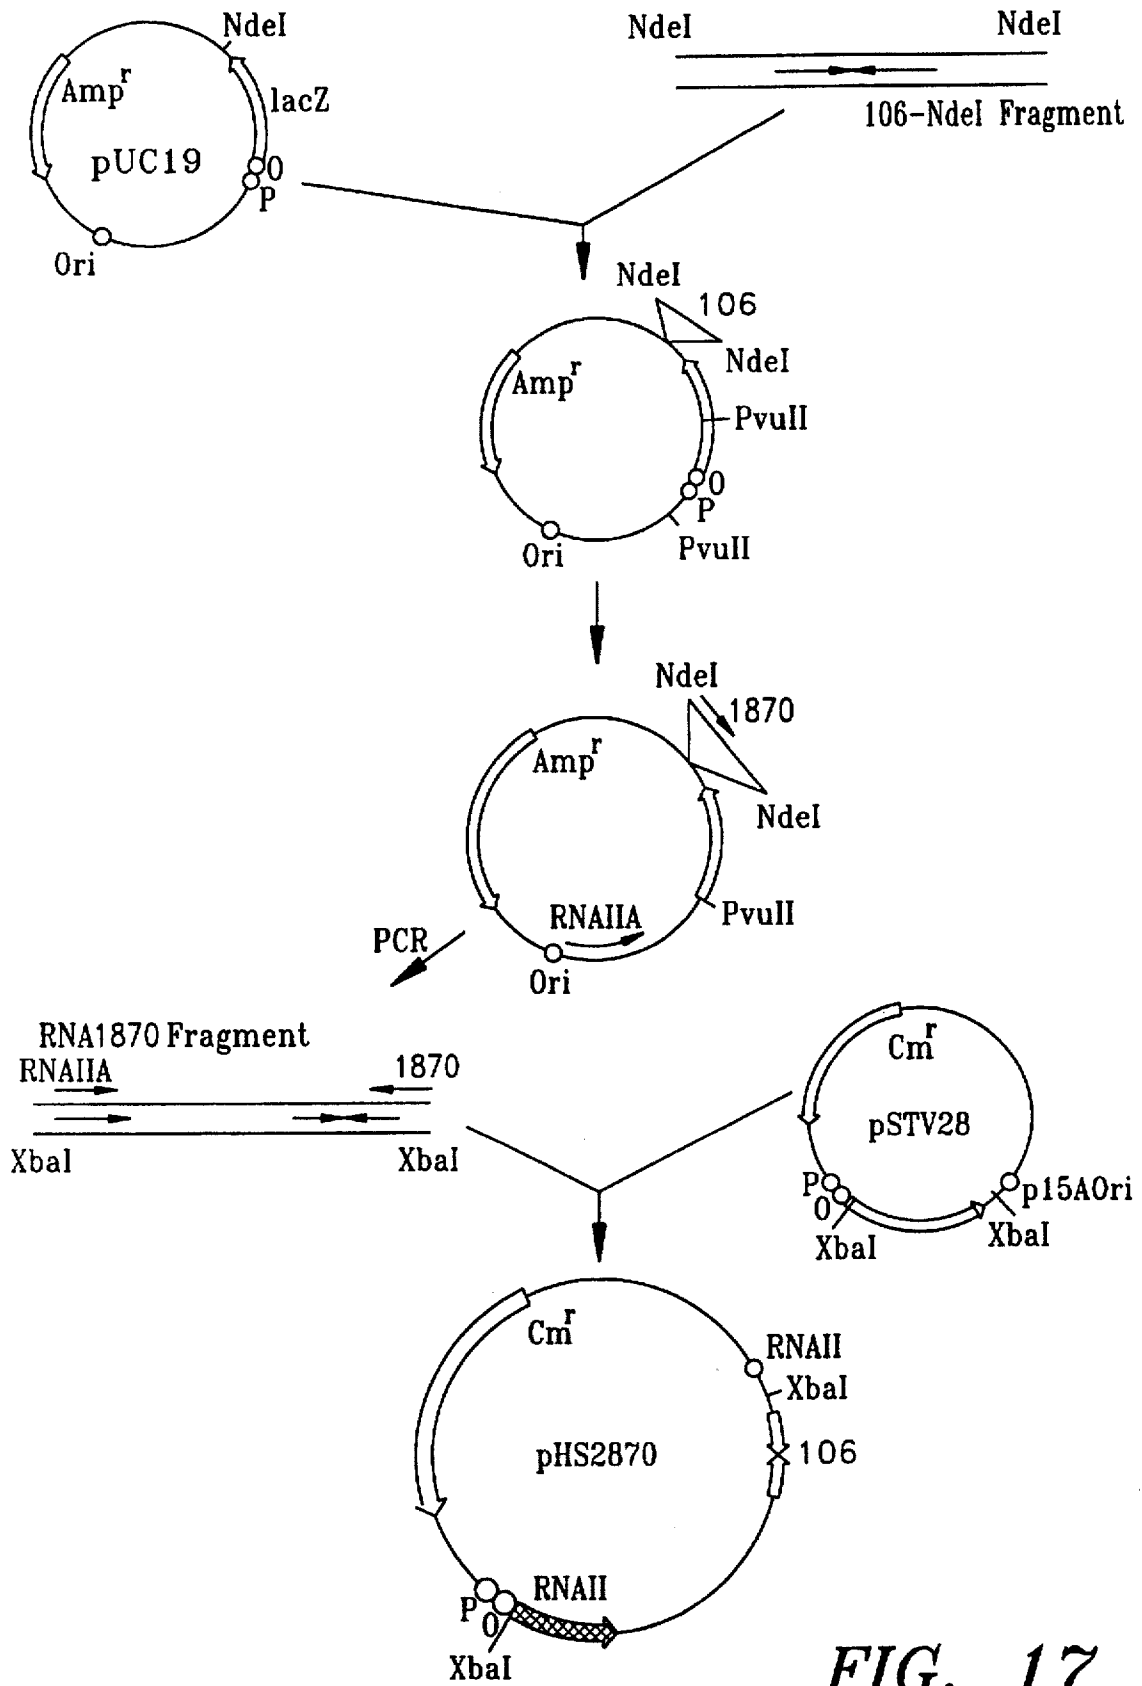 NdeI
Amp^r
lacZ
pUC19
O
P
Ori
NdeI
NdeI
106-NdeI Fragment
NdeI
106
NdeI
Amp^r
PvuII
O
P
PvuII
Ori
NdeI
1870
Amp^r
NdeI
PvuII
RNAIIA
Ori
PCR
RNA1870 Fragment
RNAIIA
1870
XbaI
XbaI
Cm^r
pSTV28
P
O
p15AOri
XbaI
XbaI
Cm^r
RNAII
XbaI
pHS2870
106
RNAII
P
O
XbaI
FIG. 17